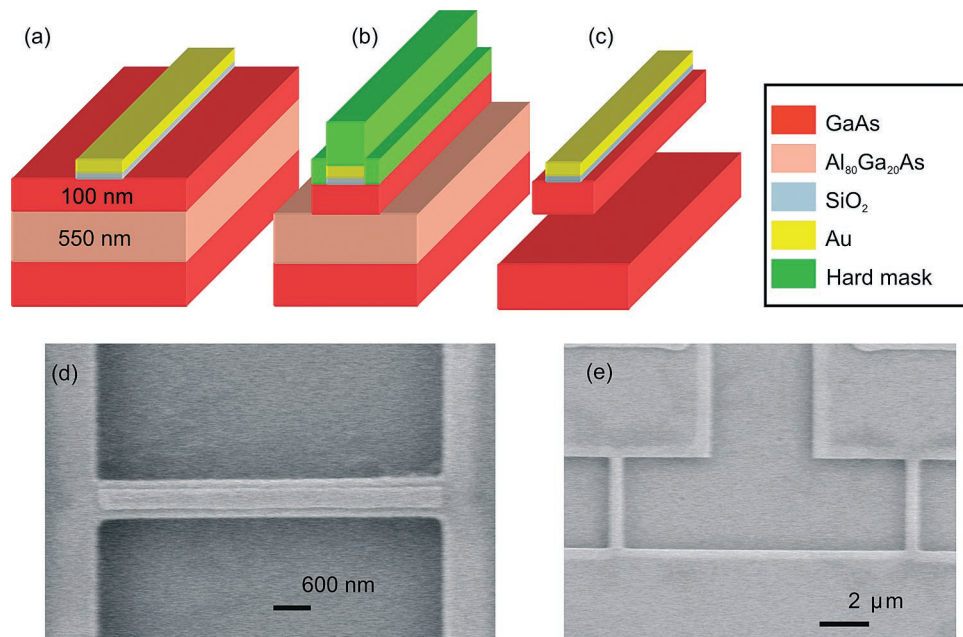 (a)
(b)
(c)
100 nm
550 nm
GaAs
Al₈₀Ga₂₀As
SiO₂
Au
Hard mask
(d)
600 nm
(e)
2 µm